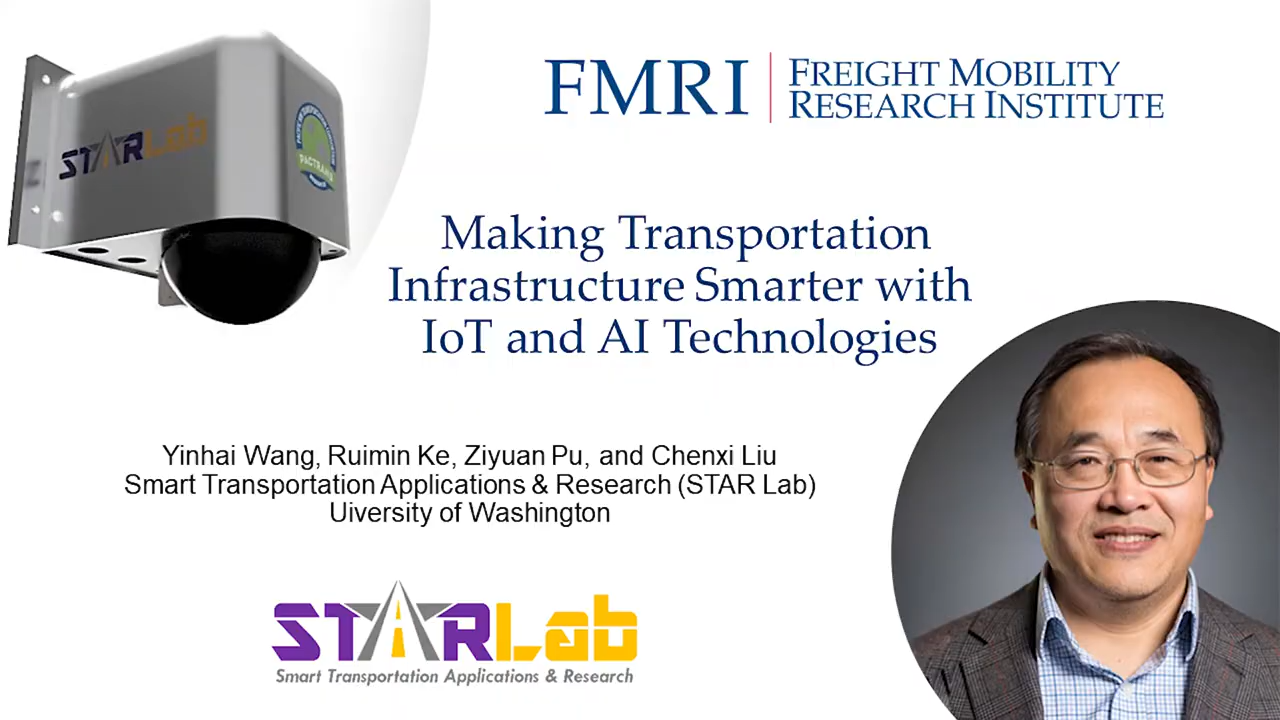 STARLab
PACTRANS
FMRI
FREIGHT MOBILITY
RESEARCH INSTITUTE
Making Transportation
Infrastructure Smarter with
IoT and AI Technologies
Yinhai Wang, Ruimin Ke, Ziyuan Pu, and Chenxi Liu
Smart Transportation Applications & Research (STAR Lab)
Uiversity of Washington
STARLab
Smart Transportation Applications & Research